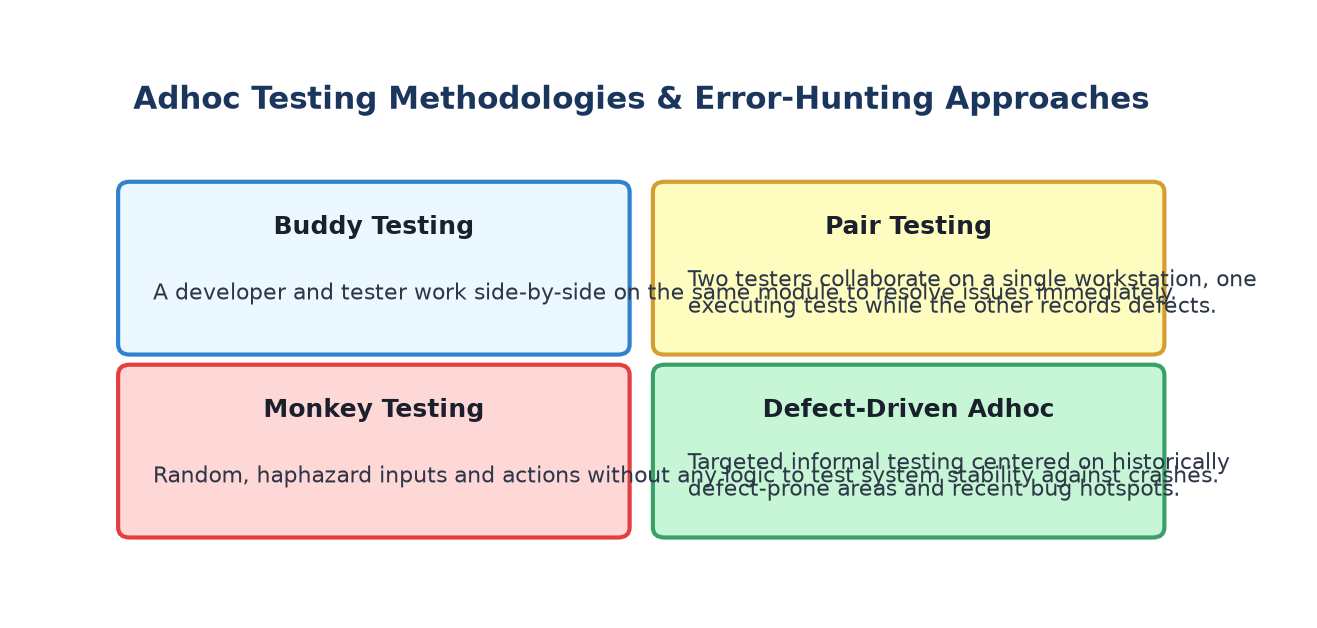 Adhoc Testing Methodologies & Error-Hunting Approaches
Buddy Testing
A developer and tester work side-by-side on the same module to resolve issues immediately.
Pair Testing
Two testers collaborate on a single workstation, one
executing tests while the other records defects.
Monkey Testing
Random, haphazard inputs and actions without any logic to test system stability against crashes.
Defect-Driven Adhoc
Targeted informal testing centered on historically
defect-prone areas and recent bug hotspots.